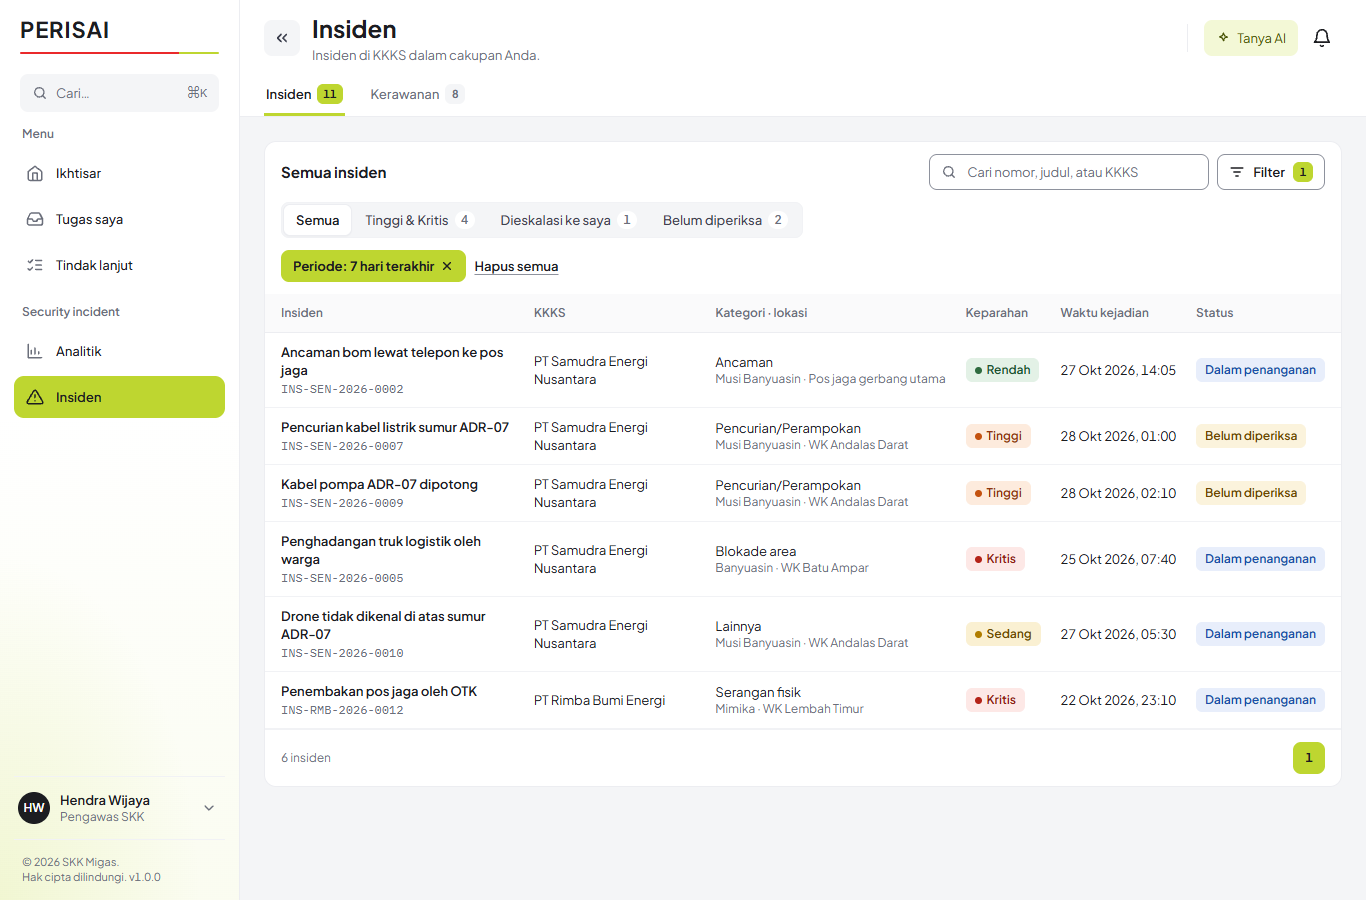 PERISAI
Cari...
⌘K
Menu
Ikhtisar
Tugas saya
Tindak lanjut
Security incident
Analitik
Insiden
HW
Hendra Wijaya
Pengawas SKK
© 2026 SKK Migas.
Hak cipta dilindungi. v1.0.0
Insiden
Insiden di KKKS dalam cakupan Anda.
Tanya AI
Insiden 11
Kerawanan 8
Semua insiden
Cari nomor, judul, atau KKKS
Filter 1
Semua
Tinggi & Kritis 4
Dieskalasi ke saya 1
Belum diperiksa 2
Periode: 7 hari terakhir ✕
Hapus semua
Insiden
KKKS
Kategori · lokasi
Keparahan
Waktu kejadian
Status
Ancaman bom lewat telepon ke pos
jaga
INS-SEN-2026-0002
PT Samudra Energi
Nusantara
Ancaman
Musi Banyuasin · Pos jaga gerbang utama
Rendah
27 Okt 2026, 14:05
Dalam penanganan
Pencurian kabel listrik sumur ADR-07
INS-SEN-2026-0007
PT Samudra Energi
Nusantara
Pencurian/Perampokan
Musi Banyuasin · WK Andalas Darat
Tinggi
28 Okt 2026, 01:00
Belum diperiksa
Kabel pompa ADR-07 dipotong
INS-SEN-2026-0009
PT Samudra Energi
Nusantara
Pencurian/Perampokan
Musi Banyuasin · WK Andalas Darat
Tinggi
28 Okt 2026, 02:10
Belum diperiksa
Penghadangan truk logistik oleh
warga
INS-SEN-2026-0005
PT Samudra Energi
Nusantara
Blokade area
Banyuasin · WK Batu Ampar
Kritis
25 Okt 2026, 07:40
Dalam penanganan
Drone tidak dikenal di atas sumur
ADR-07
INS-SEN-2026-0010
PT Samudra Energi
Nusantara
Lainnya
Musi Banyuasin · WK Andalas Darat
Sedang
27 Okt 2026, 05:30
Dalam penanganan
Penembakan pos jaga oleh OTK
INS-RMB-2026-0012
PT Rimba Bumi Energi
Serangan fisik
Mimika · WK Lembah Timur
Kritis
22 Okt 2026, 23:10
Dalam penanganan
6 insiden
1